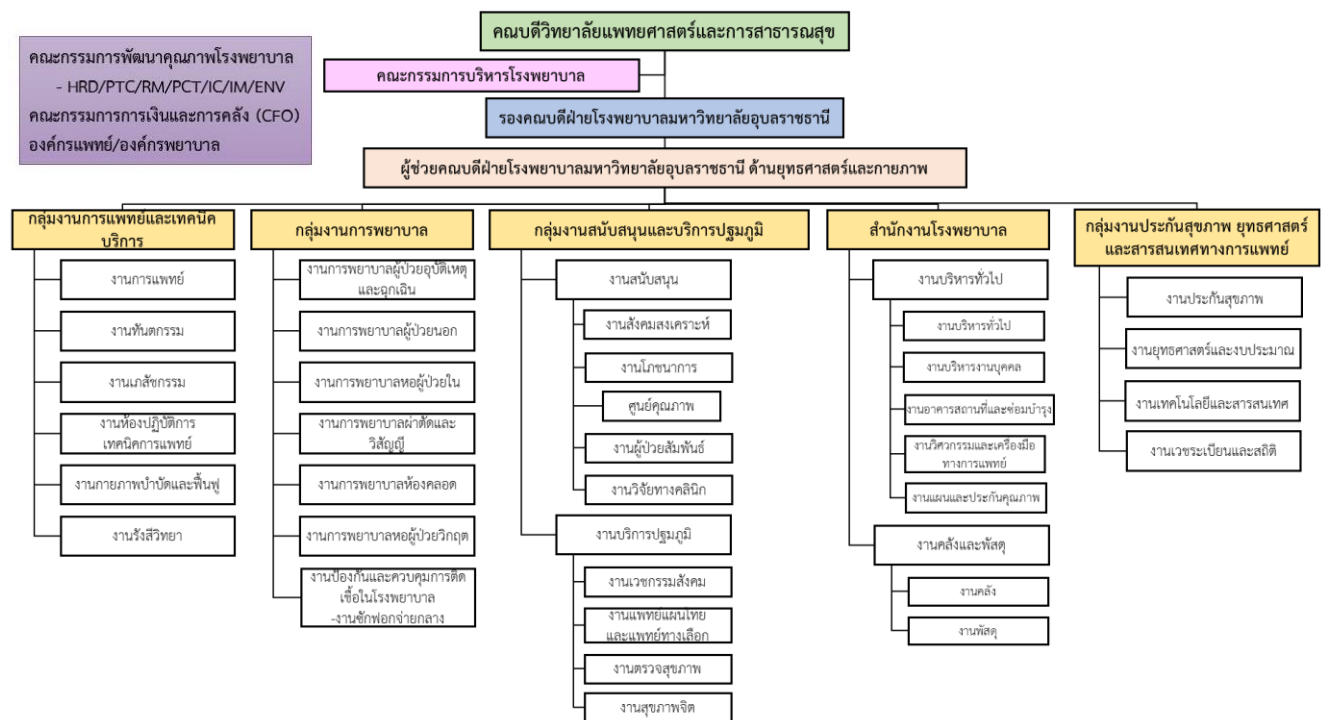 คณบดีวิทยาลัยแพทยศาสตร์และการสาธารณสุข
คณะกรรมการพัฒนาคุณภาพโรงพยาบาล
- HRD/PTC/RM/PCT/IC/IM/ENV
คณะกรรมการการเงินและการคลัง (CFO)
องค์กรแพทย์/องค์กรพยาบาล
คณะกรรมการบริหารโรงพยาบาล
รองคณบดีฝ่ายโรงพยาบาลมหาวิทยาลัยอุบลราชธานี
ผู้ช่วยคณบดีฝ่ายโรงพยาบาลมหาวิทยาลัยอุบลราชธานี ด้านยุทธศาสตร์และกายภาพ
กลุ่มงานการแพทย์และเทคนิค
บริการ
งานการแพทย์
งานทันตกรรม
งานเภสัชกรรม
งานห้องปฏิบัติการ
เทคนิคการแพทย์
งานกายภาพบำบัดและฟื้นฟู
งานรังสีวิทยา
กลุ่มงานการพยาบาล
งานการพยาบาลผู้ป่วยอุบัติเหตุ
และฉุกเฉิน
งานการพยาบาลผู้ป่วยนอก
งานการพยาบาลหอผู้ป่วยใน
งานการพยาบาลผ่าตัดและ
วิสัญญี
งานการพยาบาลห้องคลอด
งานการพยาบาลหอผู้ป่วยวิกฤต
งานป้องกันและควบคุมการติด
เชื้อในโรงพยาบาล
-งานซักฟอกจ่ายกลาง
กลุ่มงานสนับสนุนและบริการปฐมภูมิ
งานสนับสนุน
งานสังคมสงเคราะห์
งานโภชนาการ
ศูนย์คุณภาพ
งานผู้ป่วยสัมพันธ์
งานวิจัยทางคลินิก
งานบริการปฐมภูมิ
งานเวชกรรมสังคม
งานแพทย์แผนไทย
และแพทย์ทางเลือก
งานตรวจสุขภาพ
งานสุขภาพจิต
สำนักงานโรงพยาบาล
งานบริหารทั่วไป
งานบริหารทั่วไป
งานบริหารงานบุคคล
งานอาคารสถานที่และซ่อมบำรุง
งานวิศวกรรมและเครื่องมือ
ทางการแพทย์
งานแผนและประกันคุณภาพ
งานคลังและพัสดุ
งานคลัง
งานพัสดุ
กลุ่มงานประกันสุขภาพ ยุทธศาสตร์
และสารสนเทศทางการแพทย์
งานประกันสุขภาพ
งานยุทธศาสตร์และงบประมาณ
งานเทคโนโลยีและสารสนเทศ
งานเวชระเบียนและสถิติ